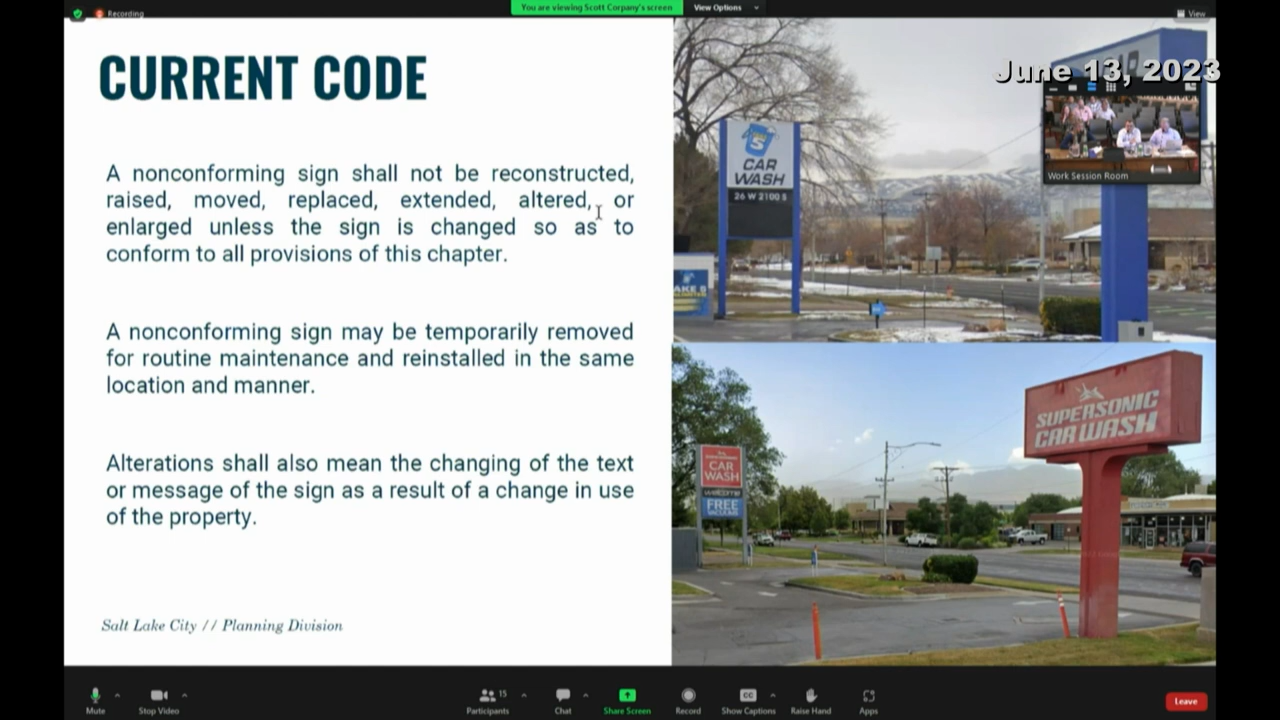 Recording
You are viewing Scott Corpany's screen
View Options
View
CURRENT CODE
A nonconforming sign shall not be reconstructed,
raised, moved, replaced, extended, altered, or
enlarged unless the sign is changed so as to
conform to all provisions of this chapter.
A nonconforming sign may be temporarily removed
for routine maintenance and reinstalled in the same
location and manner.
Alterations shall also mean the changing of the text
or message of the sign as a result of a change in use
of the property.
Salt Lake City // Planning Division
June 13, 2023
Work Session Room
5
CAR
WASH
26 W 2100 S
SUPERSONIC
CAR WASH
CAR
WASH
welcome
FREE
Mute
Stop Video
Participants
15
Chat
Share Screen
Record
CC
Show Captions
Raise Hand
Apps
Leave